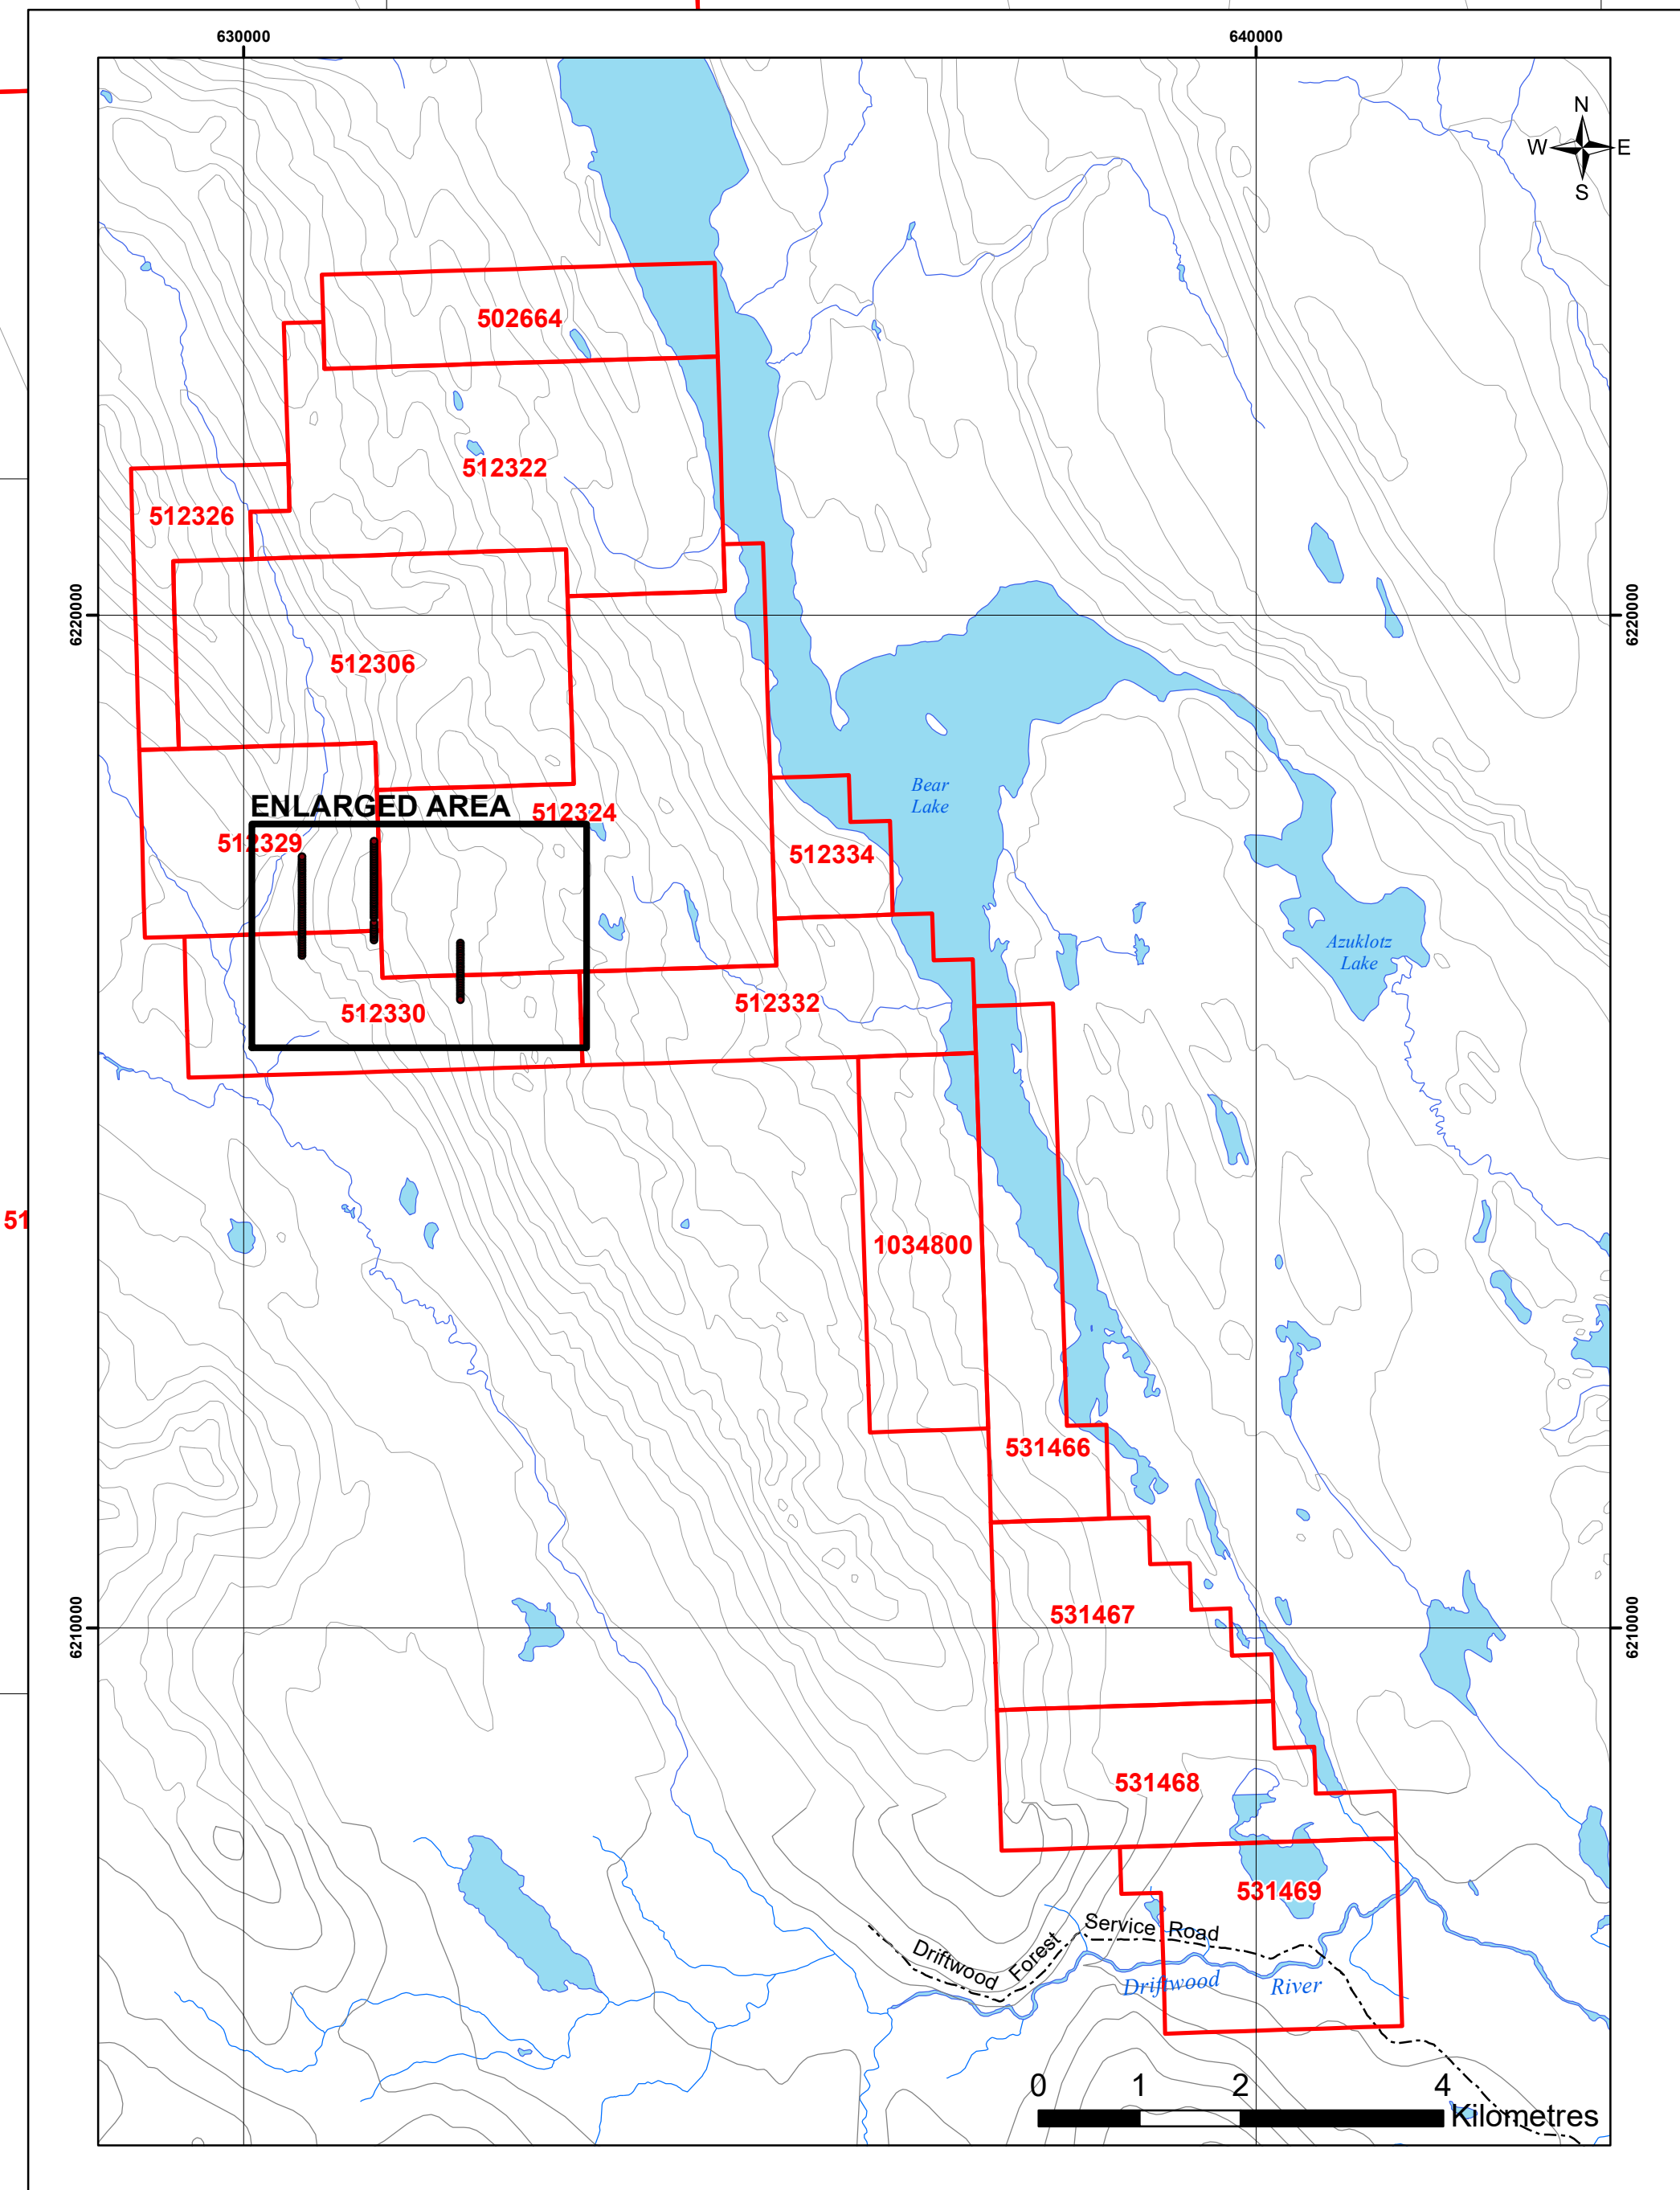 630000
640000
N
W E
S
502664
512322
512326
6220000
6220000
512306
Bear
Lake
ENLARGED AREA
512324
512329
512334
Azuklotz
Lake
512332
512330
51
1034800
531466
6210000
6210000
531467
531468
531469
Driftwood Forest Service Road
Driftwood River
0 1 2 4
Kilometres